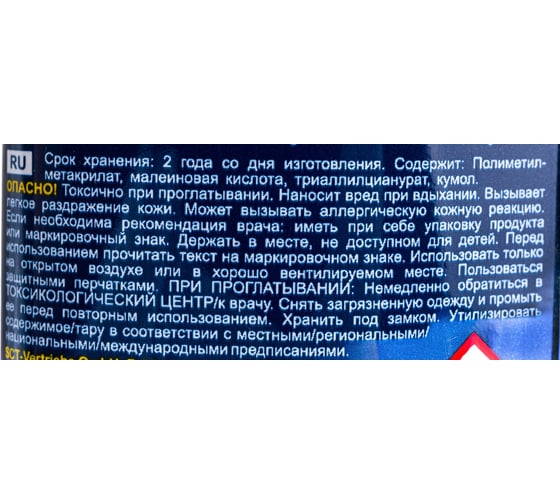 RU
Срок хранения: 2 года со дня изготовления. Содержит: Полиметил-
метакрилат, малеиновая кислота, триаллилцианурат, кумол.
ОПАСНО! Токсично при проглатывании. Наносит вред при вдыхании. Вызывает
легкое раздражение кожи. Может вызывать аллергическую кожную реакцию.
Если необходима рекомендация врача: иметь при себе упаковку продукта
или маркировочный знак. Держать в месте, не доступном для детей. Перед
использованием прочитать текст на маркировочном знаке. Использовать только
на открытом воздухе или в хорошо вентилируемом месте. Пользоваться
защитными перчатками. ПРИ ПРОГЛАТЫВАНИИ: Немедленно обратиться в
ТОКСИКОЛОГИЧЕСКИЙ ЦЕНТР/к врачу. Снять загрязненную одежду и промыть
ее перед повторным использованием. Хранить под замком. Утилизировать
содержимое/тару в соответствии с местными/региональными/
национальными/международными предписаниями.
SCT-Vertriebs